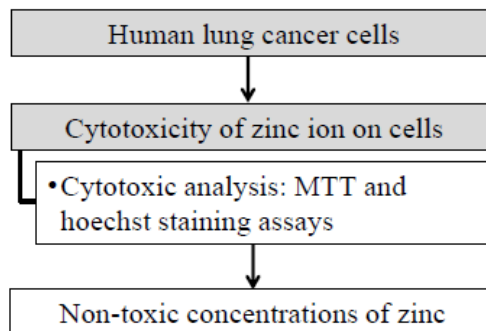 Human lung cancer cells
Cytotoxicity of zinc ion on cells
•Cytotoxic analysis: MTT and
hoechst staining assays
Non-toxic concentrations of zinc